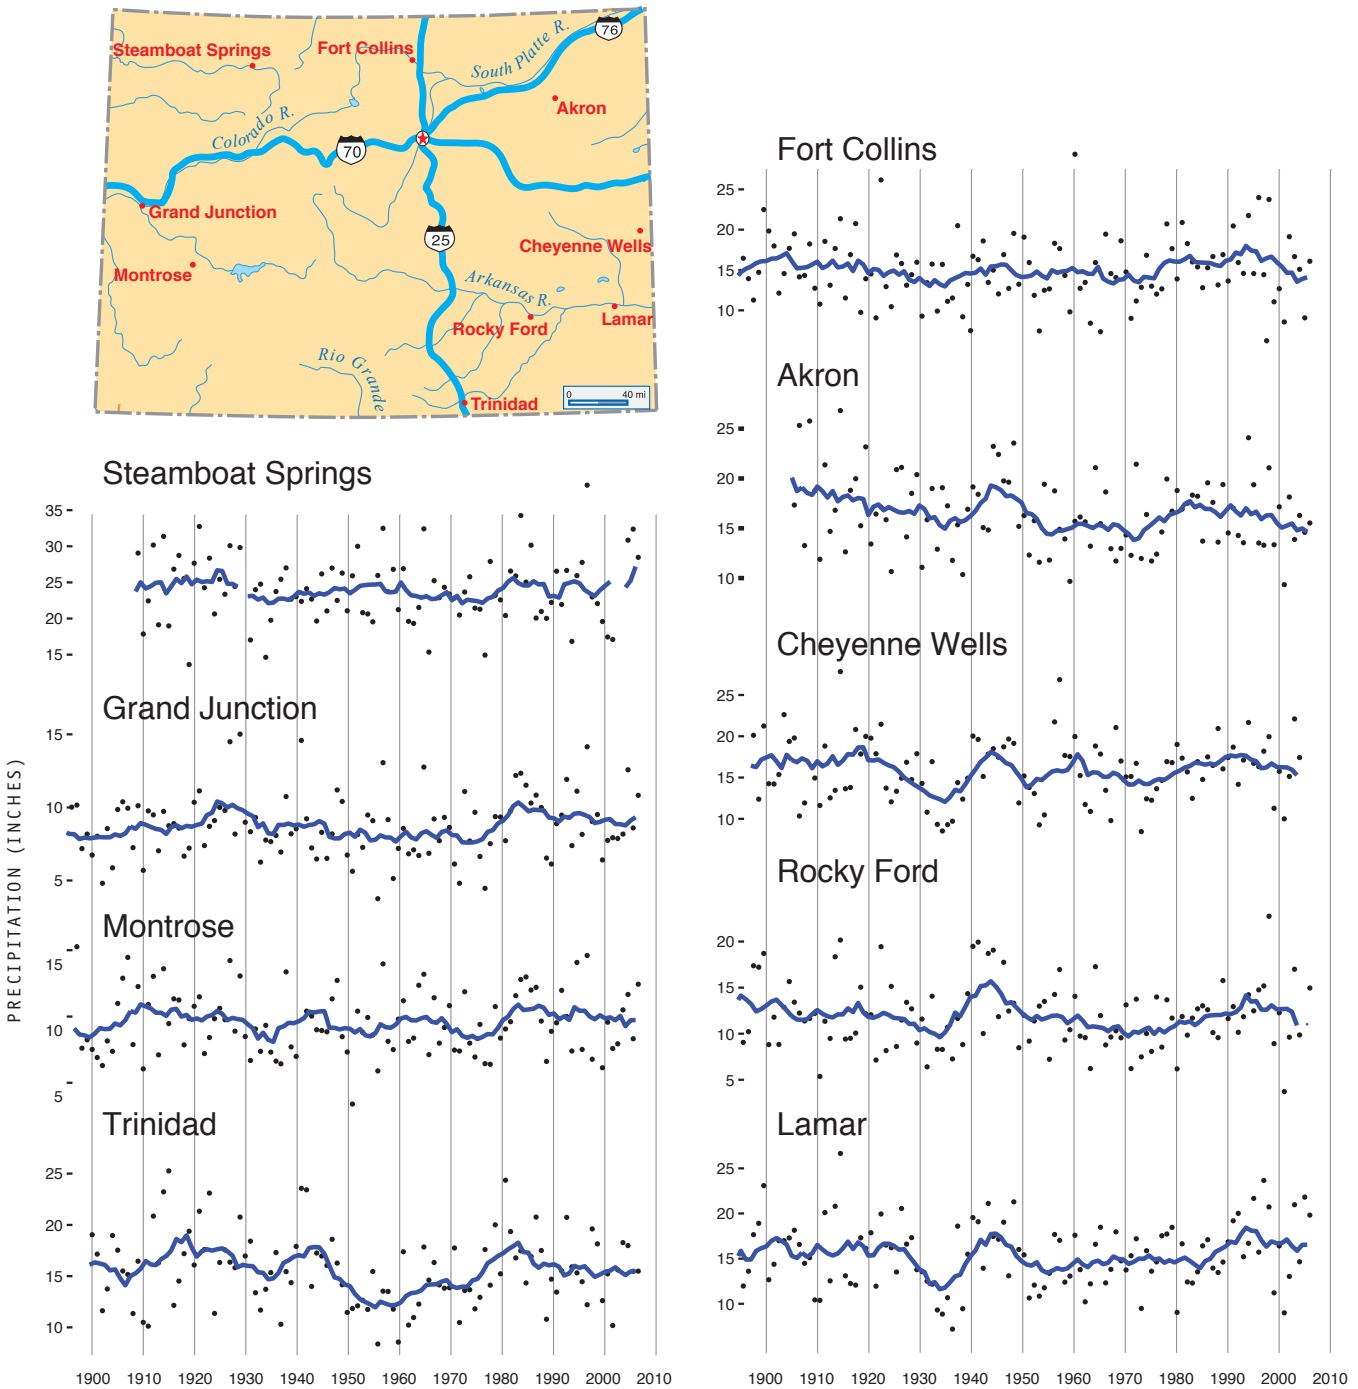 Steamboat Springs
Fort Collins
South Platte R.
76
Akron
Colorado R.
70
Grand Junction
25
Cheyenne Wells
Montrose
Arkansas R.
Rocky Ford
Lamar
Rio Grande
0 40 mi
Trinidad
PRECIPITATION (INCHES)
Steamboat Springs
35
30
25
20
15
Grand Junction
15
10
5
Montrose
15
10
5
Trinidad
25
20
15
10
1900 1910 1920 1930 1940 1950 1960 1970 1980 1990 2000 2010
Fort Collins
25
20
15
10
Akron
25
20
15
10
Cheyenne Wells
25
20
15
10
Rocky Ford
20
15
10
5
Lamar
25
20
15
10
1900 1910 1920 1930 1940 1950 1960 1970 1980 1990 2000 2010